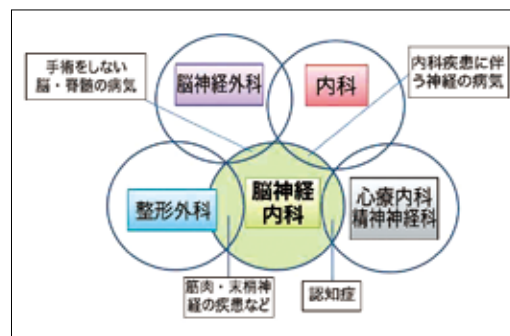 手術をしない
脳・脊髄の病気
脳神経外科
内科
内科疾患に伴
う神経の病気
整形外科
脳神経
内科
心療内科
精神神経科
筋肉・末梢神
経の疾患など
認知症